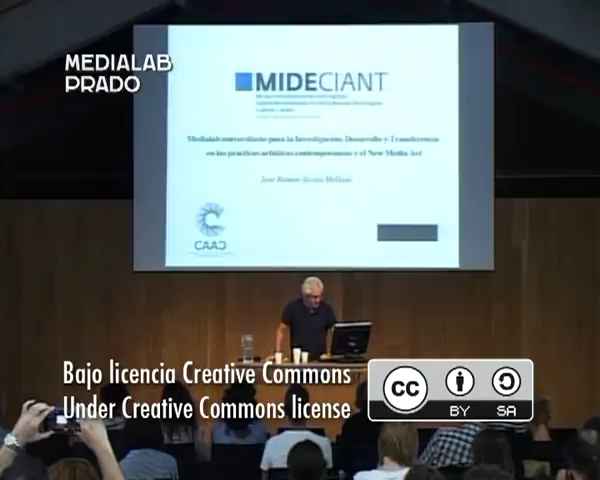 MEDIALAB
PRADO
MIDECIANT
Medialab universitario para la Investigación, Desarrollo y Transferencia
en las prácticas artísticas contemporáneas y el New Media Art
CAAC
Bajo licencia Creative Commons
Under Creative Commons license
cc
BY SA